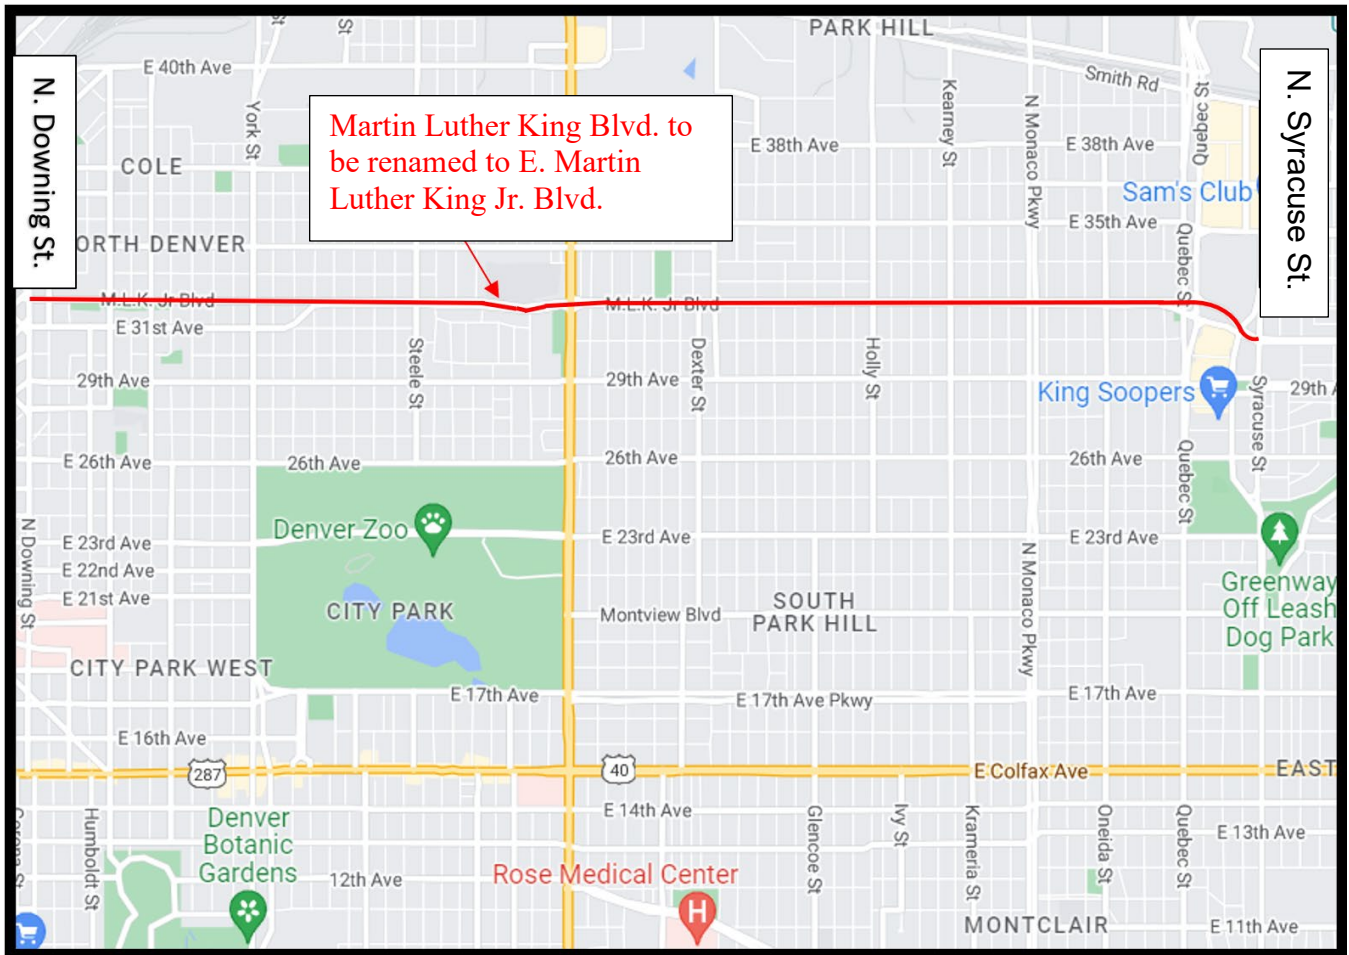 PARK HILL
St
St
E 40th Ave
Smith Rd
N. Downing St.
N. Syracuse St.
York St
Kearney St
N Monaco Pkwy
Quebec St
Martin Luther King Blvd. to
be renamed to E. Martin
Luther King Jr. Blvd.
E 38th Ave
E 38th Ave
COLE
Sam's Club
E 35th Ave
ORTH DENVER
Quebec S
M.L.K. Jr Blvd
M.L.K. Jr Blvd
E 31st Ave
Steele St
Dexter St
Holly St
29th Ave
29th Ave
King Soopers
29th
Syracuse St
E 26th Ave
26th Ave
26th Ave
26th Ave
Quebec St
N Downing St
Denver Zoo
E 23rd Ave
E 23rd Ave
E 23rd Ave
N Monaco Pkwy
E 22nd Ave
E 21st Ave
Greenway
Off Leash
Dog Park
CITY PARK
Montview Blvd
SOUTH
PARK HILL
CITY PARK WEST
E 17th Ave
E 17th Ave Pkwy
E 17th Ave
E 16th Ave
287
40
E Colfax Ave
EAST
Humboldt St
Denver
Botanic
Gardens
E 14th Ave
Glencoe St
Ivy St
Krameria St
Oneida St
Quebec St
E 13th Ave
12th Ave
Rose Medical Center
H
MONTCLAIR
E 11th Ave